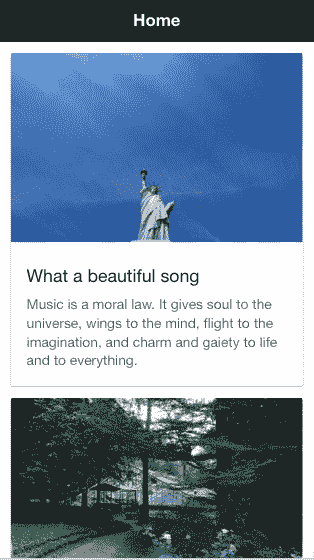 Home
What a beautiful song
Music is a moral law. It gives soul to the
universe, wings to the mind, flight to the
imagination, and charm and gaiety to life
and to everything.